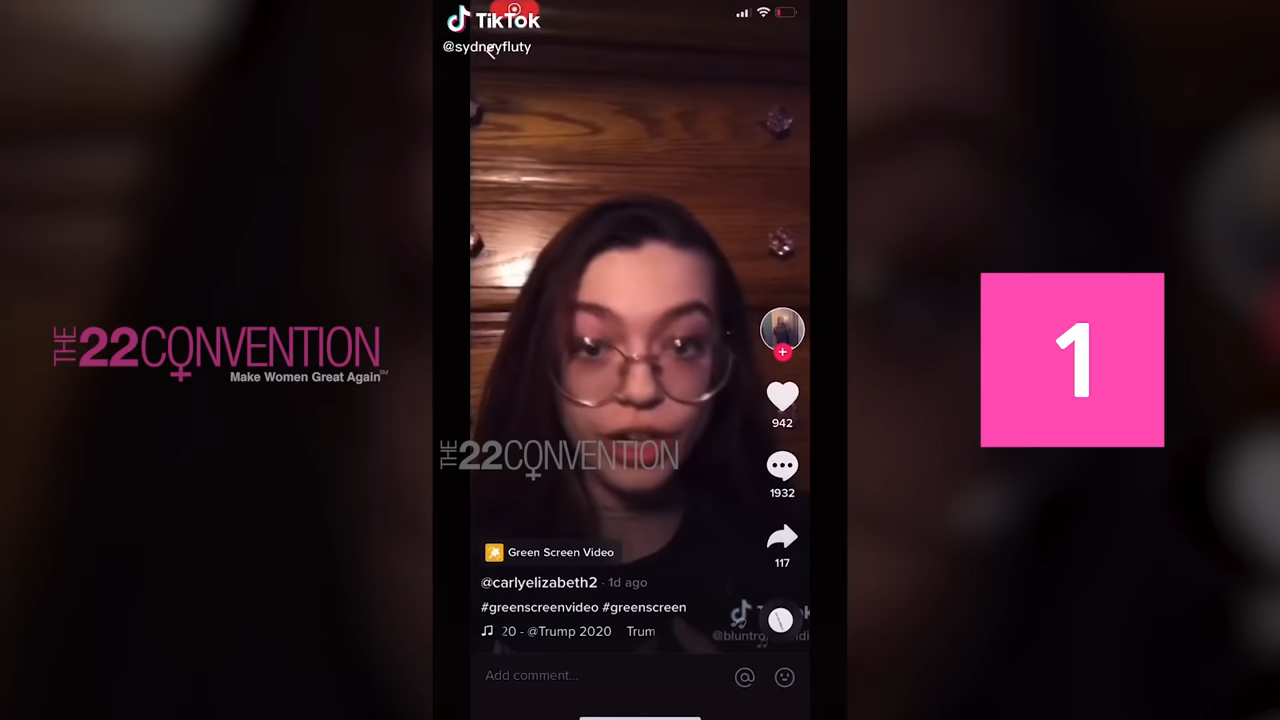 TikTok
@sydneyfluty
THE 22 CONVENTION
Make Women Great Again
SM
1
THE 22 CONVENTION
942
1932
117
Green Screen Video
@carlyelizabeth2 · 1d ago
#greenscreenvideo #greenscreen
20 - @Trump 2020 Trum
Add comment...